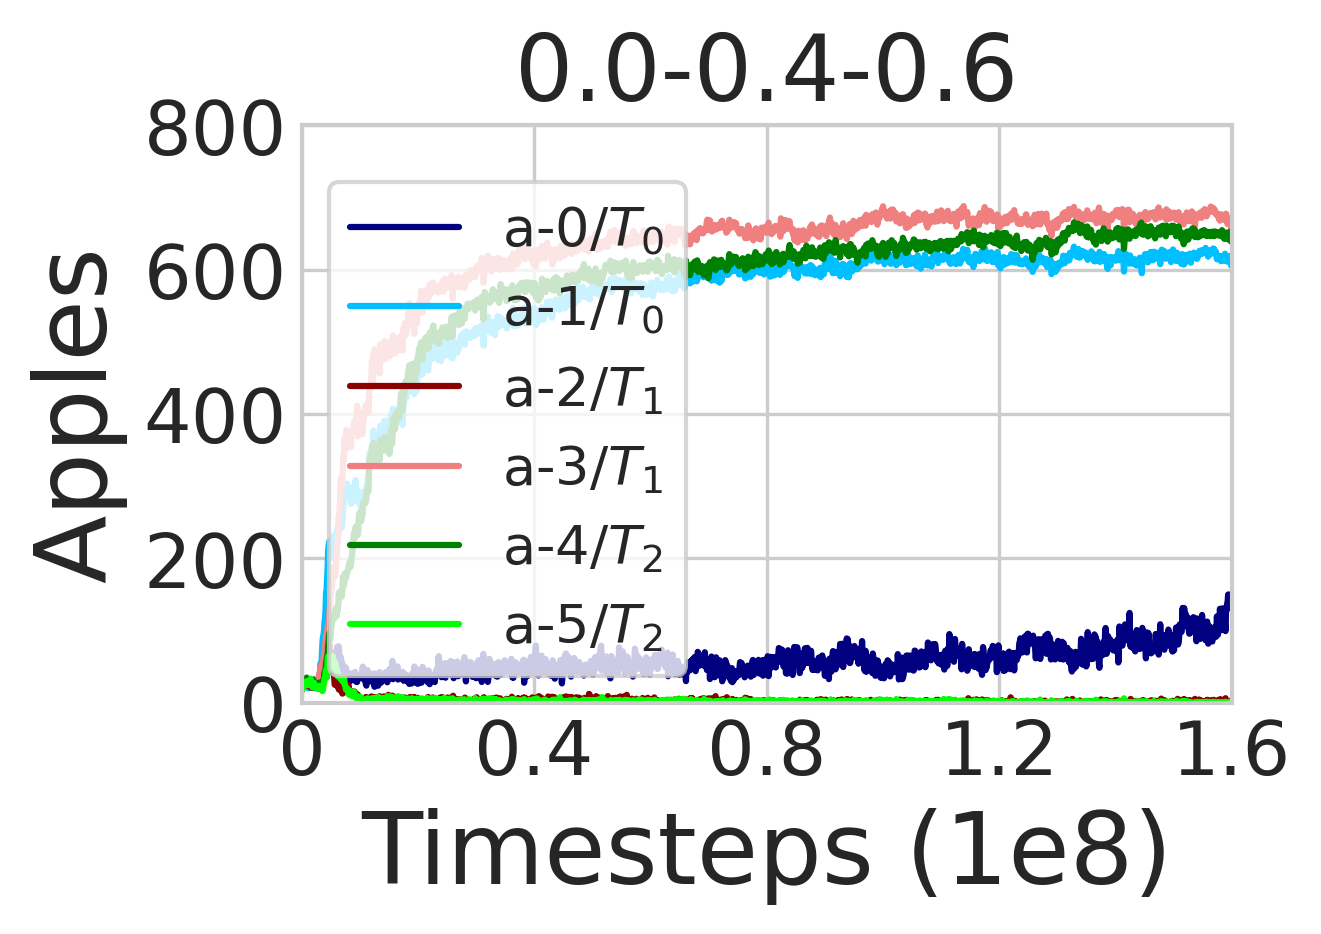 0.0-0.4-0.6
800
600
400
200
0
Apples
a-0/T₀
a-1/T₀
a-2/T₁
a-3/T₁
a-4/T₂
a-5/T₂
0 0.4 0.8 1.2 1.6
Timesteps (1e8)